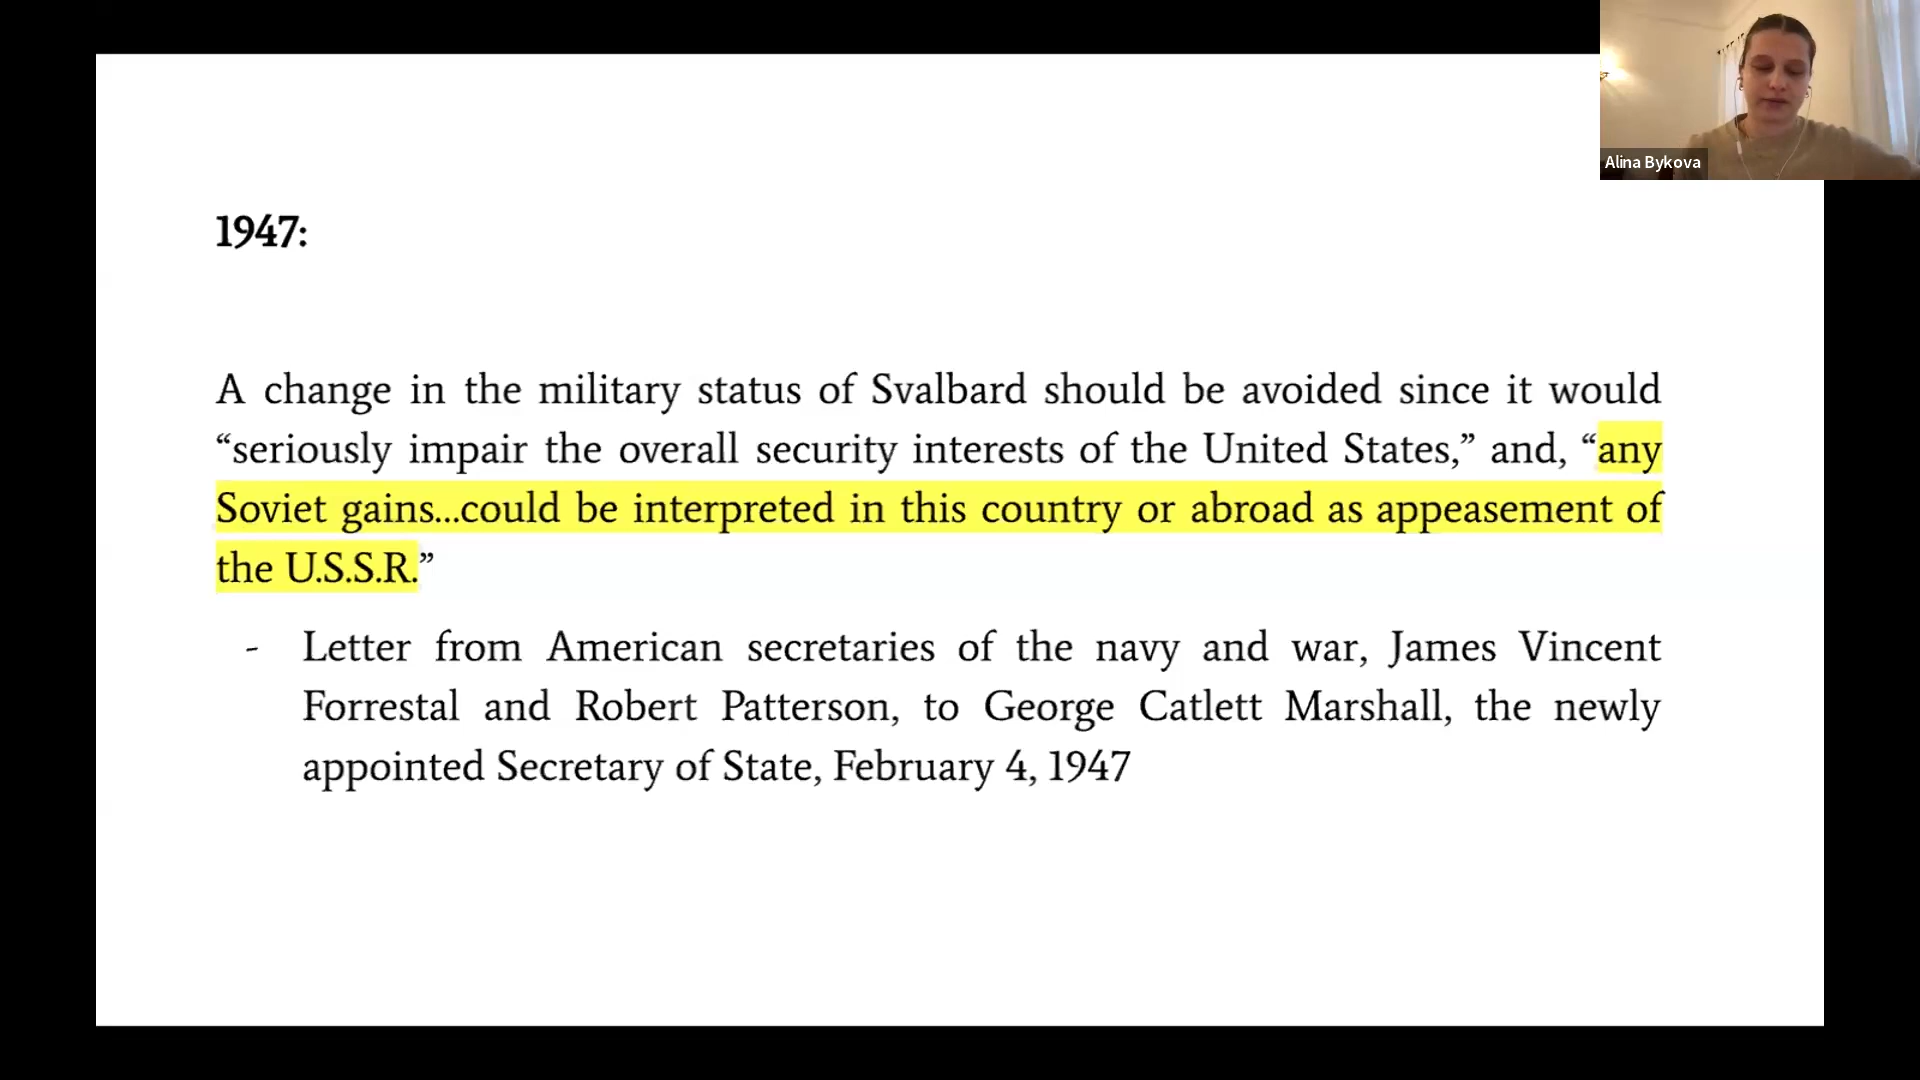 Alina Bykova
1947:
A change in the military status of Svalbard should be avoided since it would
“seriously impair the overall security interests of the United States,” and, “any
Soviet gains...could be interpreted in this country or abroad as appeasement of
the U.S.S.R.”
- Letter from American secretaries of the navy and war, James Vincent
Forrestal and Robert Patterson, to George Catlett Marshall, the newly
appointed Secretary of State, February 4, 1947